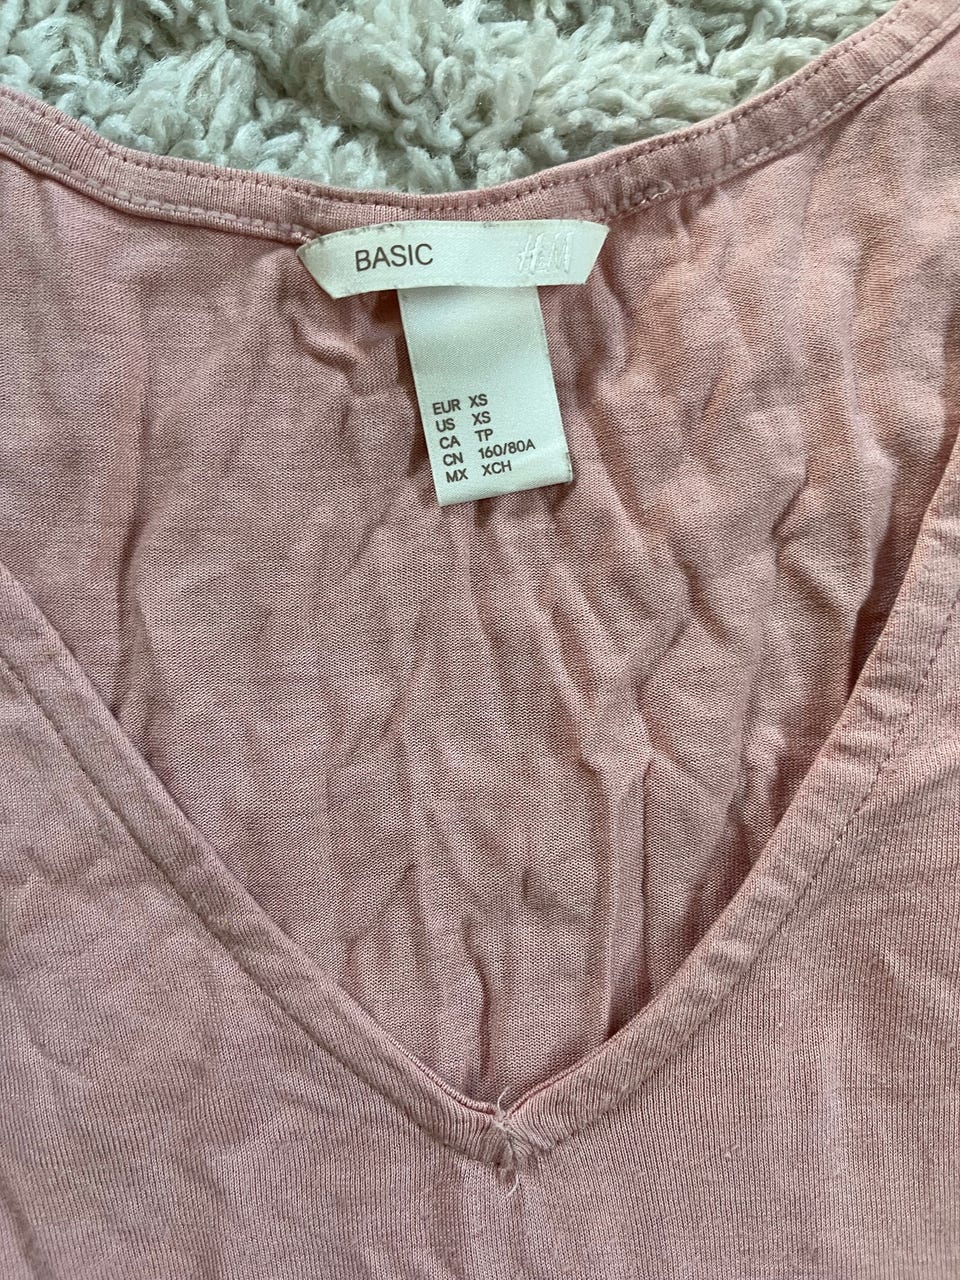 BASIC H&M
EUR XS
US XS
CA TP
CN 160/80A
MX XCH